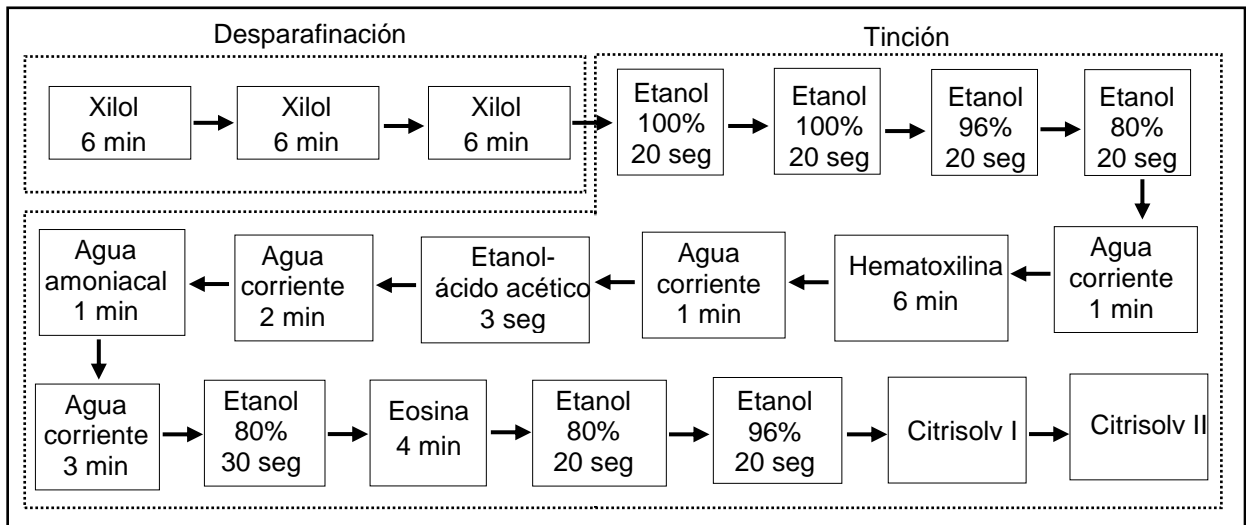 Desparafinación
Tinción
Xilol
6 min
Xilol
6 min
Xilol
6 min
Etanol
100%
20 seg
Etanol
100%
20 seg
Etanol
96%
20 seg
Etanol
80%
20 seg
Agua
corriente
1 min
Hematoxilina
6 min
Agua
corriente
1 min
Etanol-
ácido acético
3 seg
Agua
corriente
2 min
Agua
amoniacal
1 min
Agua
corriente
3 min
Etanol
80%
30 seg
Eosina
4 min
Etanol
80%
20 seg
Etanol
96%
20 seg
Citrisolv I
Citrisolv II